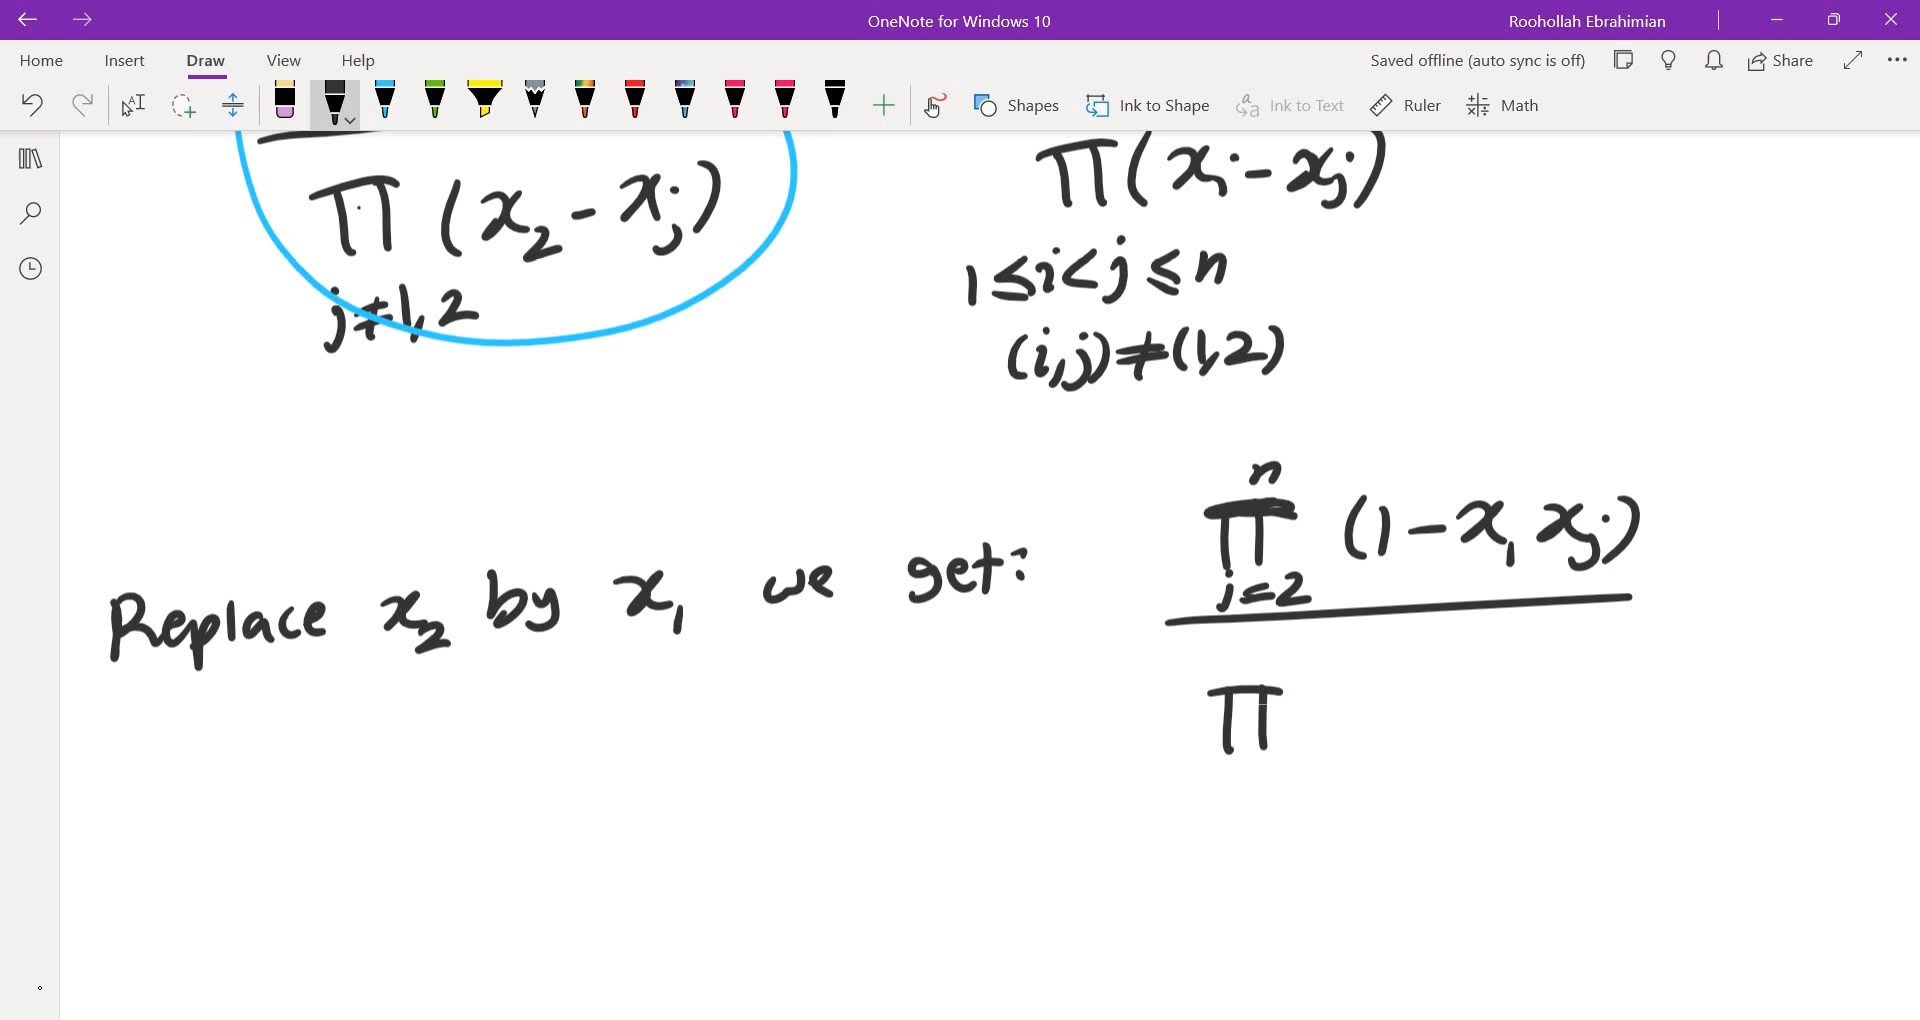 OneNote for Windows 10
Roohollah Ebrahimian
Home Insert Draw View Help
Saved offline (auto sync is off) Share
Shapes Ink to Shape Ink to Text Ruler Math
∏ (x₂ - xⱼ)
j≠1,2
∏(xᵢ - xⱼ)
1≤i<j≤n
(i,j)≠(1,2)
Replace x₂ by x₁ we get:
n
∏ (1-x₁xⱼ)
j=2
∏